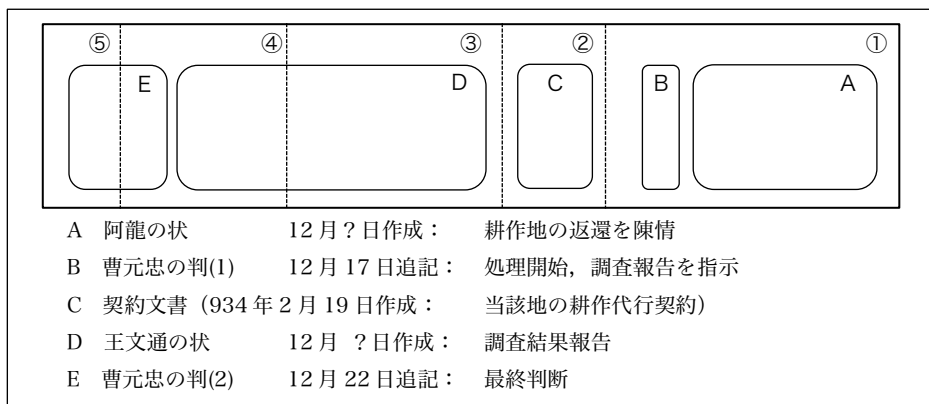 ⑤ ④ ③ ② ①
E D C B A
A 阿龍の状 12月?日作成: 耕作地の返還を陳情
B 曹元忠の判(1) 12月17日追記: 処理開始,調査報告を指示
C 契約文書(934年2月19日作成: 当該地の耕作代行契約)
D 王文通の状 12月 ?日作成: 調査結果報告
E 曹元忠の判(2) 12月22日追記: 最終判断